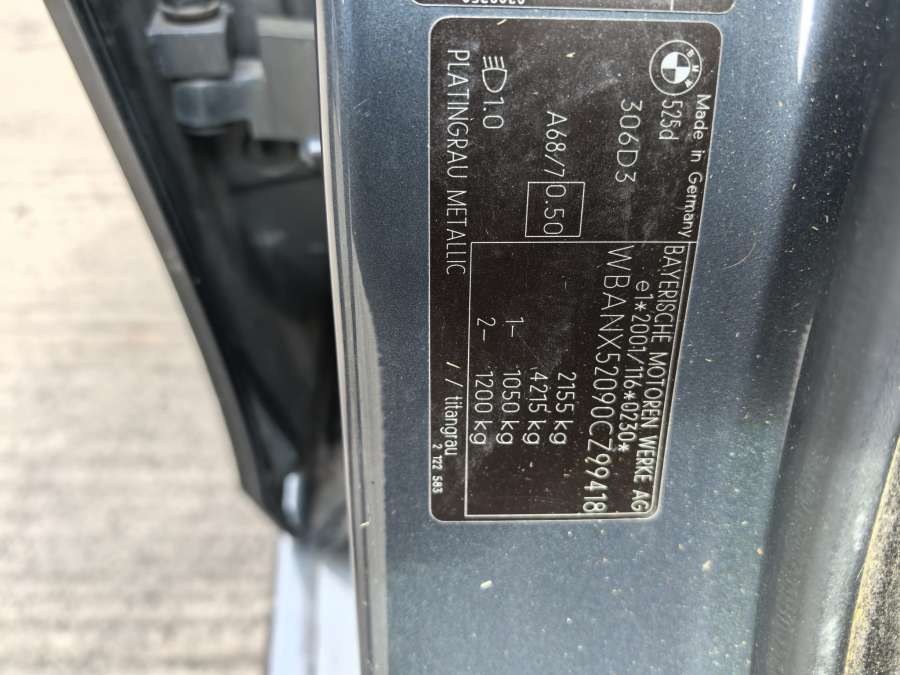 BMW
Made in Germany
525d
306D3
A68/7 0.50
1.0
PLATINGRAU METALLIC
BAYERISCHE MOTOREN WERKE AG
e1*2001/116*0230*
WBANX52090CZ99418
2155 kg
4215 kg
1- 1050 kg
2- 1200 kg
/ / titangrau
2 122 583